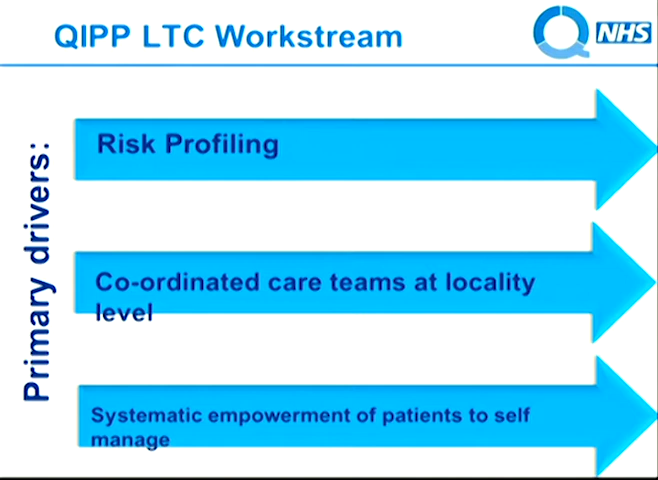 QIPP LTC Workstream
NHS
Primary drivers:
Risk Profiling
Co-ordinated care teams at locality
level
Systematic empowerment of patients to self
manage